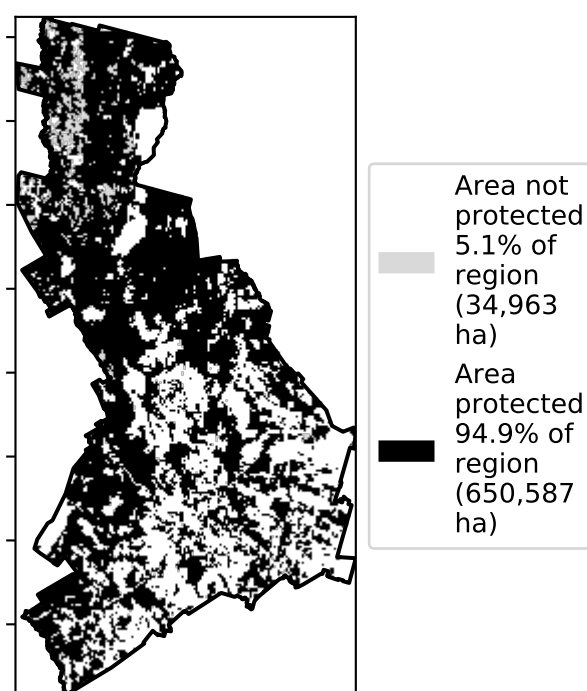 Area not
protected
5.1% of
region
(34,963
ha)
Area
protected
94.9% of
region
(650,587
ha)